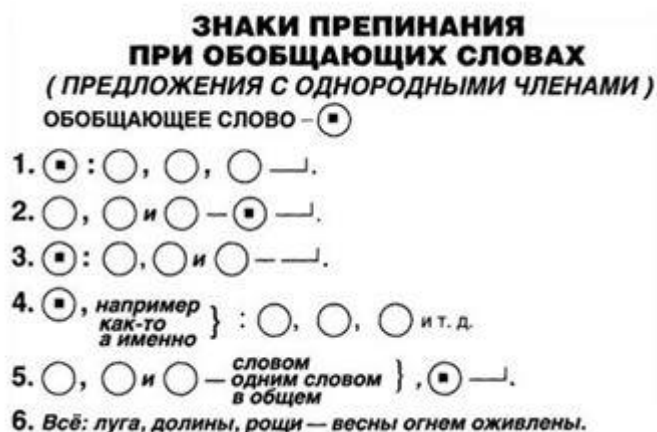 ЗНАКИ ПРЕПИНАНИЯ
ПРИ ОБОБЩАЮЩИХ СЛОВАХ
( ПРЕДЛОЖЕНИЯ С ОДНОРОДНЫМИ ЧЛЕНАМИ )
ОБОБЩАЮЩЕЕ СЛОВО –
1. : , , .
2. , и – .
3. : , и – .
4. , например
как-то
а именно } : , , и т. д.
5. , и – словом
одним словом
в общем } , .
6. Всё: луга, долины, рощи — весны огнем оживлены.